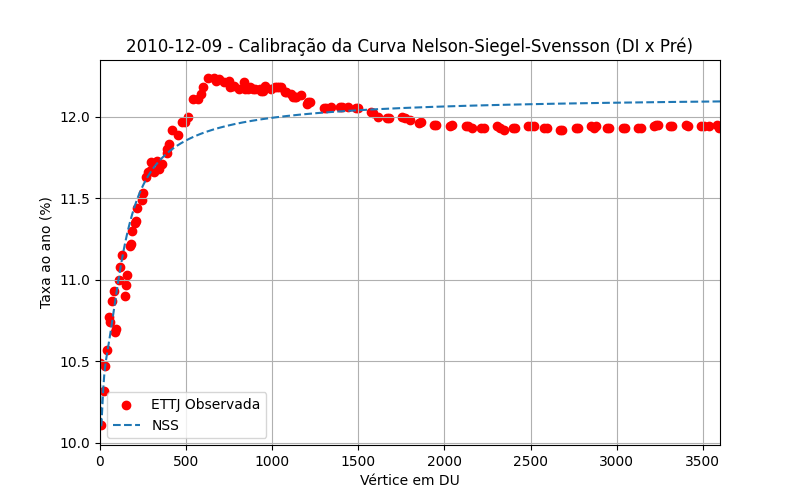 2010-12-09 - Calibração da Curva Nelson-Siegel-Svensson (DI x Pré)
Taxa ao ano (%)
12.0
11.5
11.0
10.5
10.0
ETTJ Observada
NSS
0 500 1000 1500 2000 2500 3000 3500
Vértice em DU